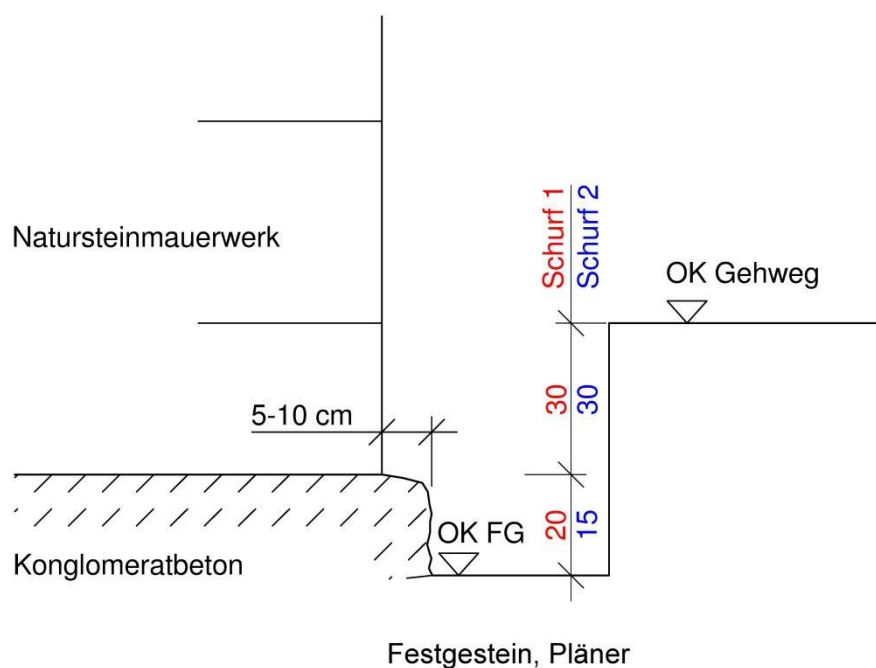 Schurf 1
Schurf 2
Natursteinmauerwerk
OK Gehweg
30
30
5-10 cm
20
15
OK FG
Konglomeratbeton
Festgestein, Pläner